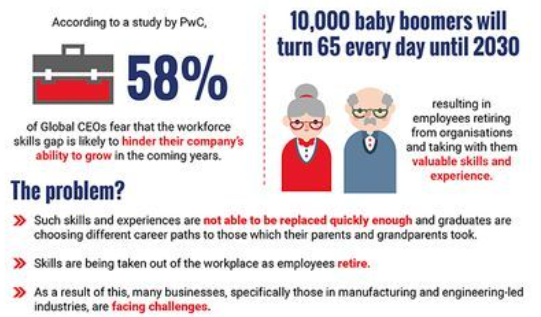 According to a study by PwC,
58%
of Global CEOs fear that the workforce
skills gap is likely to hinder their company's
ability to grow in the coming years.
10,000 baby boomers will
turn 65 every day until 2030
resulting in
employees retiring
from organisations
and taking with them
valuable skills and
experience.
The problem?
Such skills and experiences are not able to be replaced quickly enough and graduates are
choosing different career paths to those which their parents and grandparents took.
Skills are being taken out of the workplace as employees retire.
As a result of this, many businesses, specifically those in manufacturing and engineering-led
industries, are facing challenges.